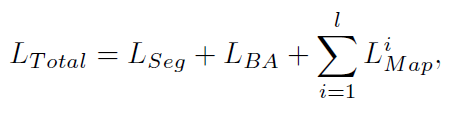 L_{Total} = L_{Seg} + L_{BA} + \sum_{i=1}^{l} L_{Map}^{i},